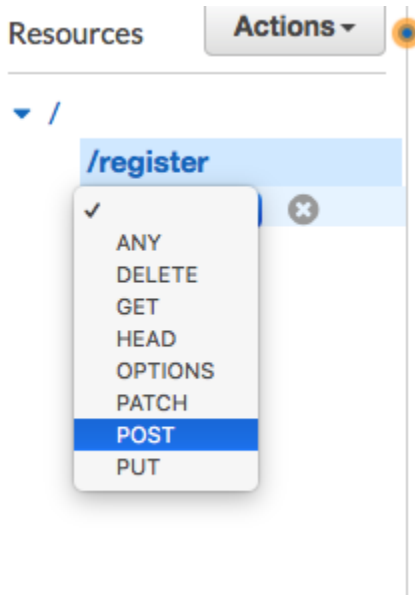 Resources Actions
/
/register
ANY
DELETE
GET
HEAD
OPTIONS
PATCH
POST
PUT